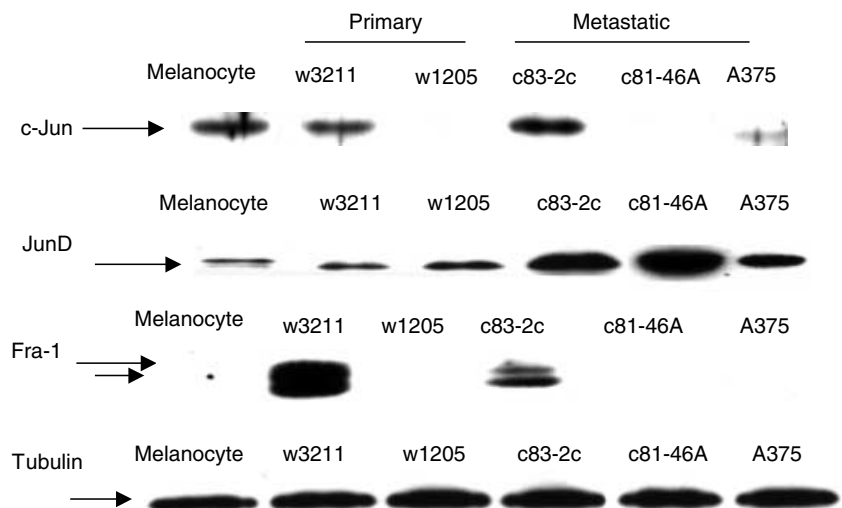 Primary Metastatic
Melanocyte w3211 w1205 c83-2c c81-46A A375
c-Jun
Melanocyte w3211 w1205 c83-2c c81-46A A375
JunD
Melanocyte w3211 w1205 c83-2c c81-46A A375
Fra-1
Melanocyte w3211 w1205 c83-2c c81-46A A375
Tubulin